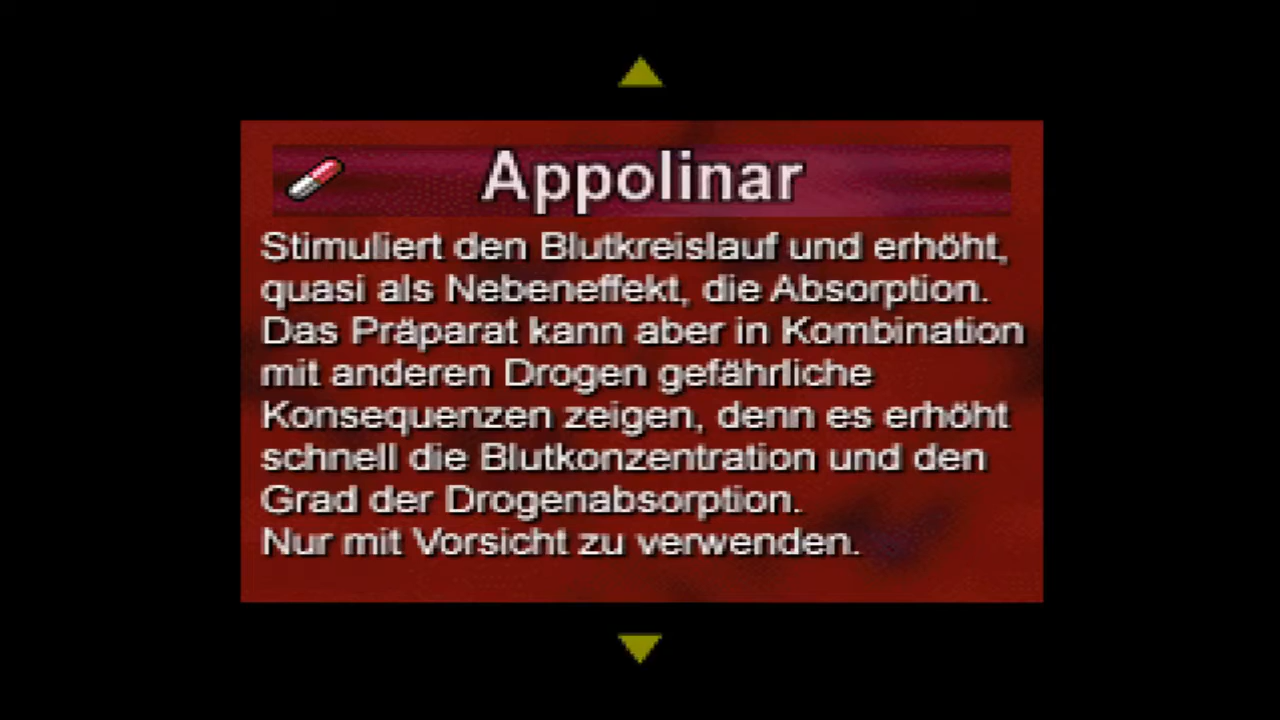 Appolinar
Stimuliert den Blutkreislauf und erhöht,
quasi als Nebeneffekt, die Absorption.
Das Präparat kann aber in Kombination
mit anderen Drogen gefährliche
Konsequenzen zeigen, denn es erhöht
schnell die Blutkonzentration und den
Grad der Drogenabsorption.
Nur mit Vorsicht zu verwenden.